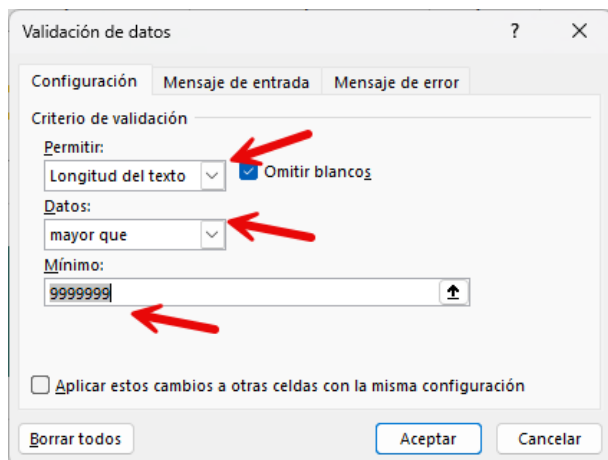 Validación de datos ?
Configuración Mensaje de entrada Mensaje de error
Criterio de validación
Permitir:
Longitud del texto Omitir blancos
Datos:
mayor que
Mínimo:
9999999
Aplicar estos cambios a otras celdas con la misma configuración
Borrar todos Aceptar Cancelar